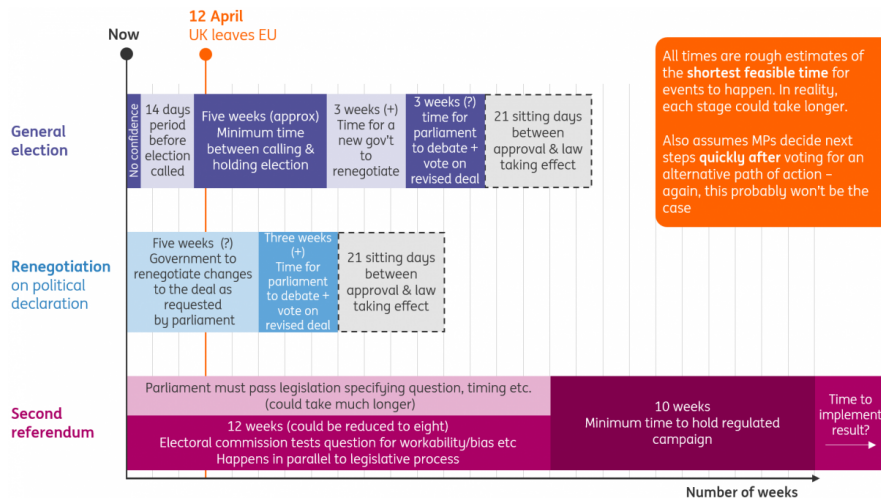 12 April
UK leaves EU
Now
All times are rough estimates of
the shortest feasible time for
events to happen. In reality,
each stage could take longer.
Also assumes MPs decide next
steps quickly after voting for an
alternative path of action –
again, this probably won't be the
case
General
election
No confidence
14 days
period
before
election
called
Five weeks (approx)
Minimum time
between calling &
holding election
3 weeks (+)
Time for a
new gov't to
renegotiate
3 weeks (?)
time for
parliament
to debate +
vote on
revised deal
21 sitting days
between
approval & law
taking effect
Renegotiation
on political
declaration
Five weeks (?)
Government to
renegotiate changes
to the deal as
requested
by parliament
Three weeks
(+)
Time for
parliament
to debate +
vote on
revised deal
21 sitting days
between
approval & law
taking effect
Second
referendum
Parliament must pass legislation specifying question, timing etc.
(could take much longer)
12 weeks (could be reduced to eight)
Electoral commission tests question for workability/bias etc
Happens in parallel to legislative process
10 weeks
Minimum time to hold regulated
campaign
Time to
implement
result?
Number of weeks